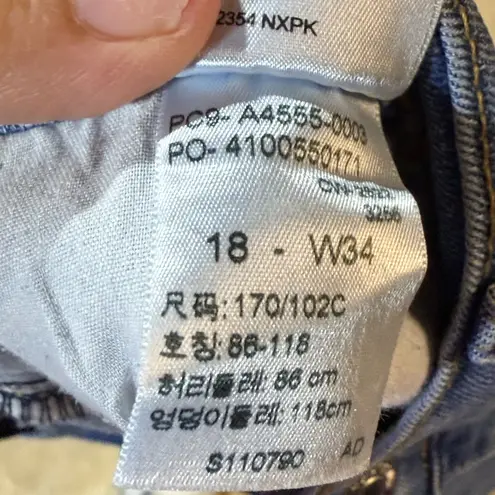 2354 NXPK
PC9- A4555-0003
PO- 4100550171
3256
18 - W34
尺码: 170/102C
호칭: 86-118
허리둘레: 86 cm
엉덩이둘레: 118cm
S110790 AD